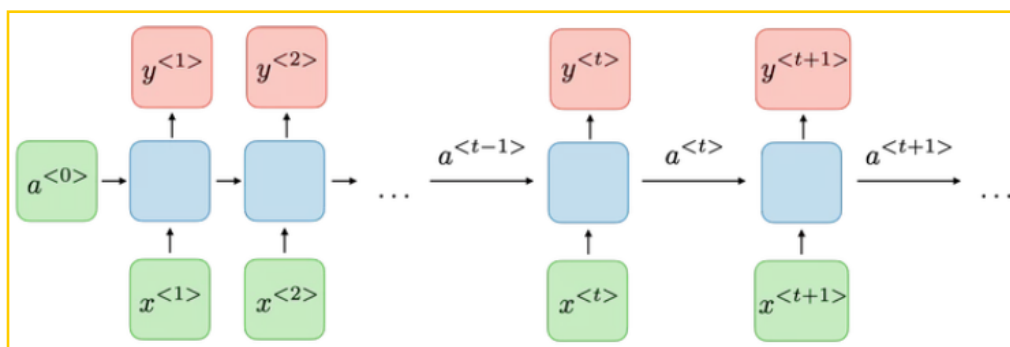 y<1> y<2> y<t> y<t+1>
a<0> ... a<t−1> a<t> a<t+1> ...
x<1> x<2> x<t> x<t+1>